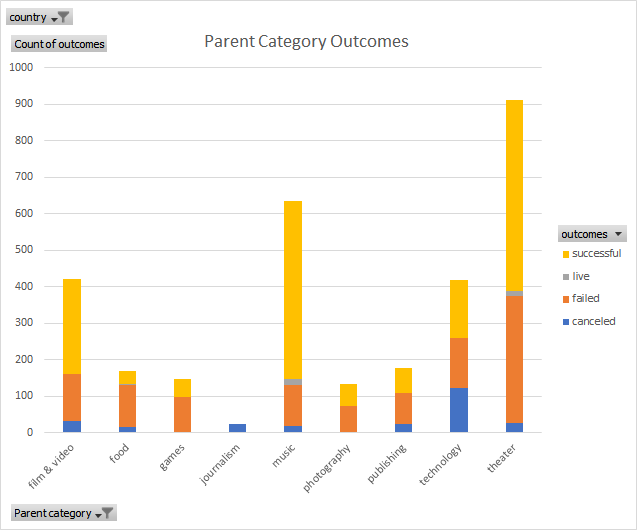 country
Count of outcomes
Parent Category Outcomes
1000
900
800
700
600
500
400
300
200
100
0
film & video
food
games
journalism
music
photography
publishing
technology
theater
outcomes
successful
live
failed
canceled
Parent category